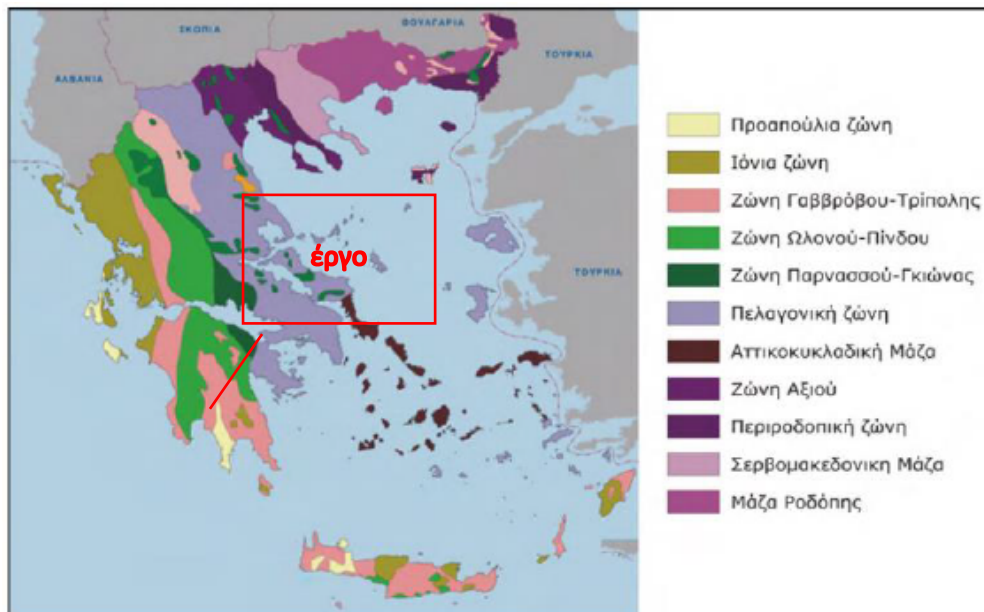 ΣΚΟΠΙΑ
ΒΟΥΛΓΑΡΙΑ
ΤΟΥΡΚΙΑ
ΑΛΒΑΝΙΑ
έργο
ΤΟΥΡΚΙΑ
Προαπούλια ζώνη
Ιόνια ζώνη
Ζώνη Γαββρόβου-Τρίπολης
Ζώνη Ωλονού-Πίνδου
Ζώνη Παρνασσού-Γκιώνας
Πελαγονική ζώνη
Αττικοκυκλαδική Μάζα
Ζώνη Αξιού
Περιροδοπική ζώνη
Σερβομακεδονικη Μάζα
Μάζα Ροδόπης